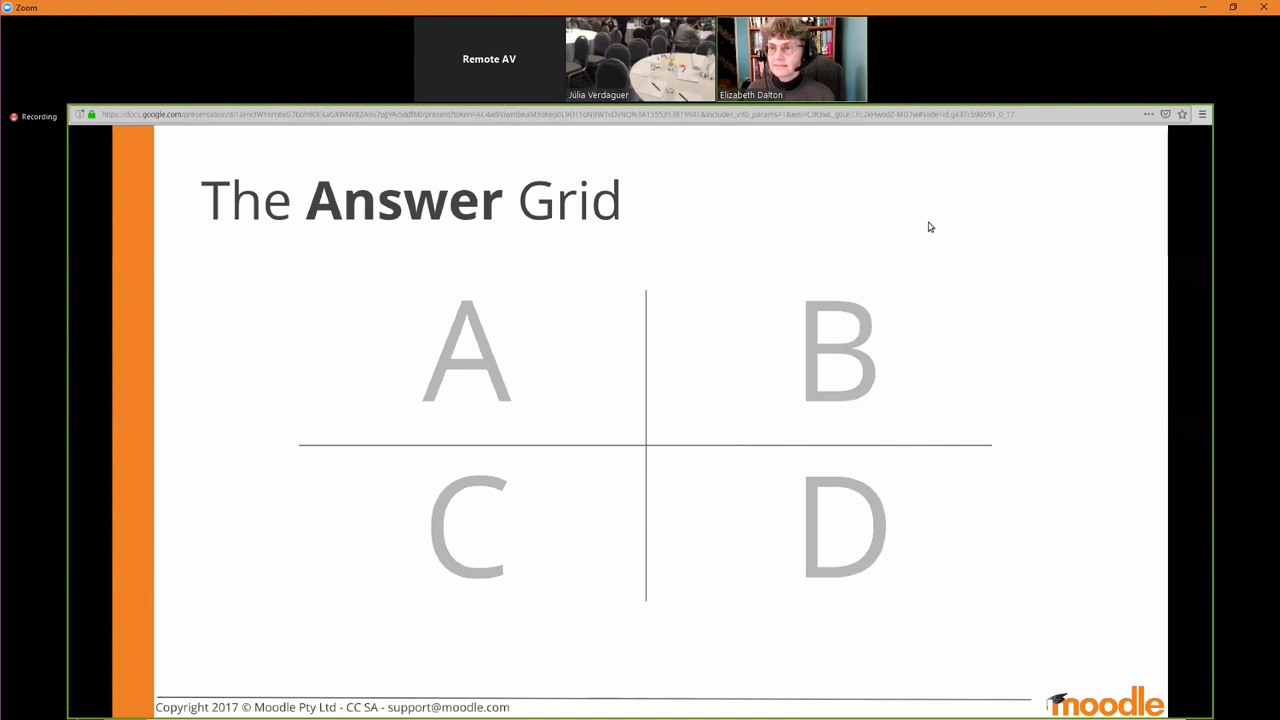 Zoom
Remote AV
Júlia Verdaguer
Elizabeth Dalton
Recording
The Answer Grid
A B
C D
Copyright 2017 © Moodle Pty Ltd - CC SA - support@moodle.com
moodle